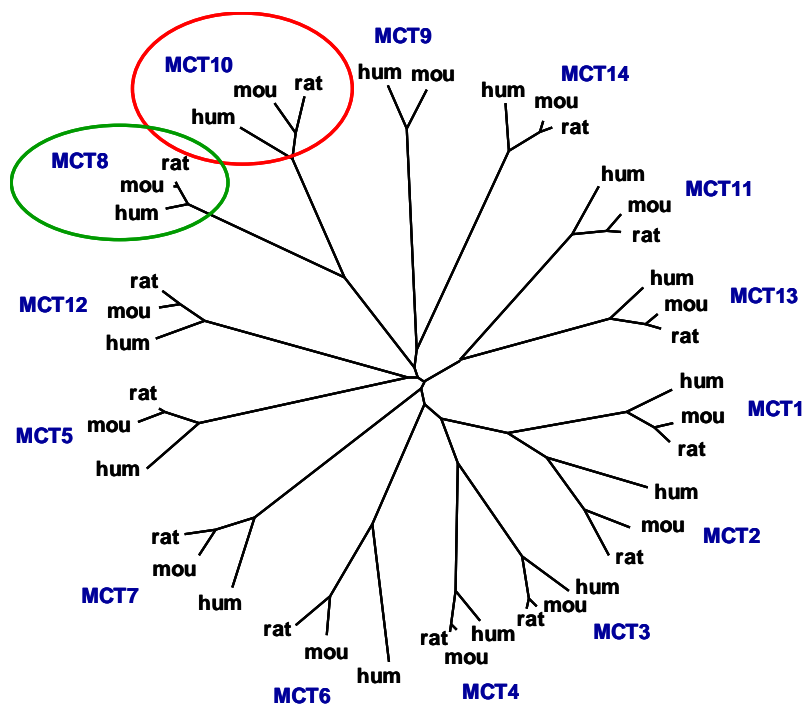 MCT9
hum mou
MCT10
mou rat
hum
MCT14
hum
mou
rat
MCT8
rat
mou
hum
MCT11
hum
mou
rat
MCT12
rat
mou
hum
MCT13
hum
mou
rat
MCT5
rat
mou
hum
MCT1
hum
mou
rat
MCT2
hum
mou
rat
MCT7
rat
mou
hum
MCT3
hum
mou
rat
MCT6
rat
mou
hum
MCT4
rat hum
mou